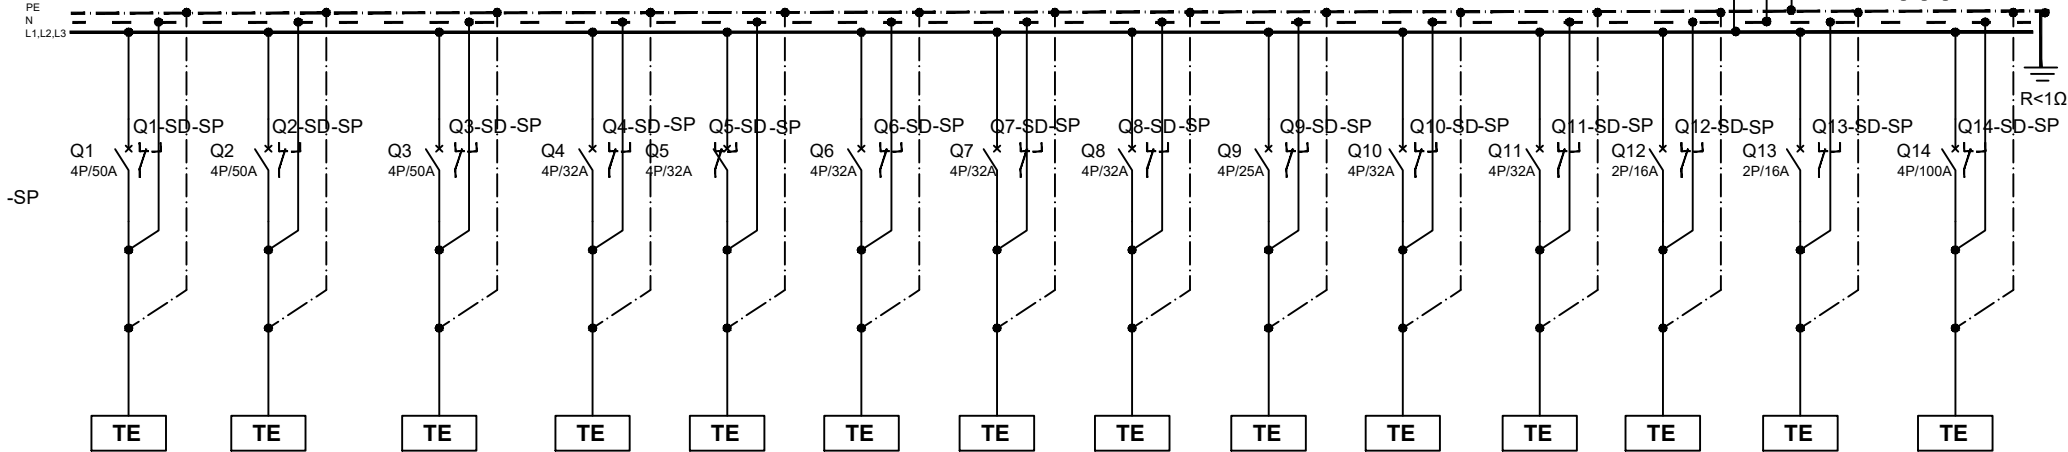 PE
N
L1,L2,L3
R<1Ω
Q1-SD-SP Q2-SD-SP Q3-SD-SP Q4-SD-SP Q5-SD-SP Q6-SD-SP Q7-SD-SP Q8-SD-SP Q9-SD-SP Q10-SD-SP Q11-SD-SP Q12-SD-SP Q13-SD-SP Q14-SD-SP
Q1 Q2 Q3 Q4 Q5 Q6 Q7 Q8 Q9 Q10 Q11 Q12 Q13 Q14
4P/50A 4P/50A 4P/50A 4P/32A 4P/32A 4P/32A 4P/32A 4P/32A 4P/25A 4P/32A 4P/32A 2P/16A 2P/16A 4P/100A
-SP
TE TE TE TE TE TE TE TE TE TE TE TE TE TE